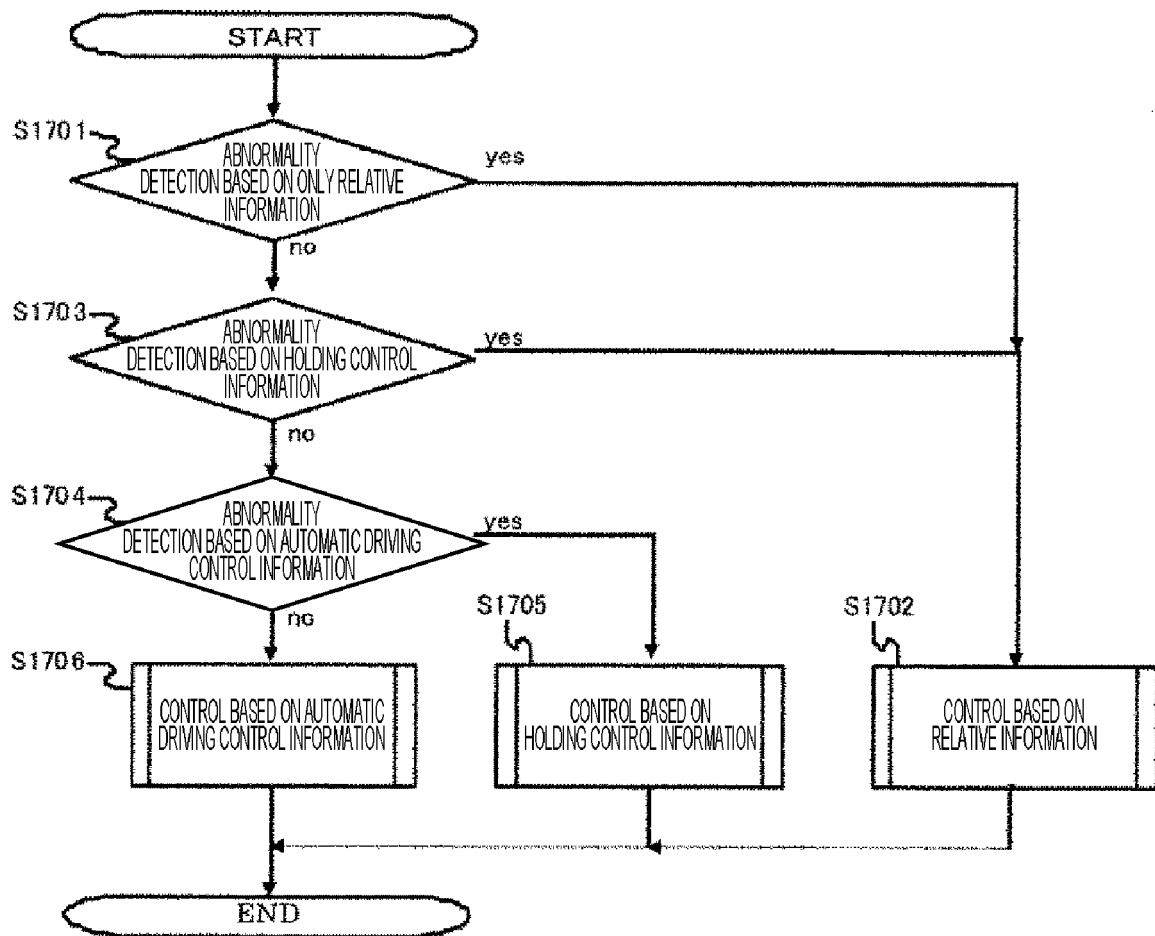 START
S1701
ABNORMALITY
DETECTION BASED ON ONLY RELATIVE
INFORMATION
yes
no
S1703
ABNORMALITY
DETECTION BASED ON HOLDING CONTROL
INFORMATION
yes
no
S1704
ABNORMALITY
DETECTION BASED ON AUTOMATIC DRIVING
CONTROL INFORMATION
yes
no
S1706
CONTROL BASED ON AUTOMATIC
DRIVING CONTROL INFORMATION
S1705
CONTROL BASED ON
HOLDING CONTROL INFORMATION
S1702
CONTROL BASED ON
RELATIVE INFORMATION
END